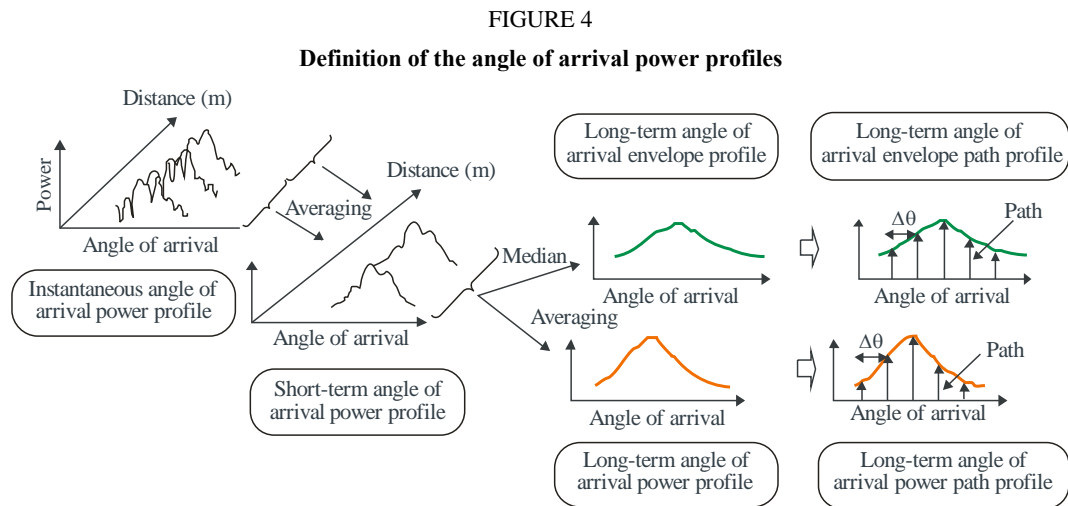 FIGURE 4
Definition of the angle of arrival power profiles
Distance (m)
Power
Angle of arrival
Instantaneous angle of
arrival power profile
Averaging
Distance (m)
Angle of arrival
Short-term angle of
arrival power profile
Median
Averaging
Long-term angle of
arrival envelope profile
Angle of arrival
Long-term angle of
arrival envelope path profile
Δθ
Path
Angle of arrival
Angle of arrival
Long-term angle of
arrival power profile
Δθ
Path
Angle of arrival
Long-term angle of
arrival power path profile